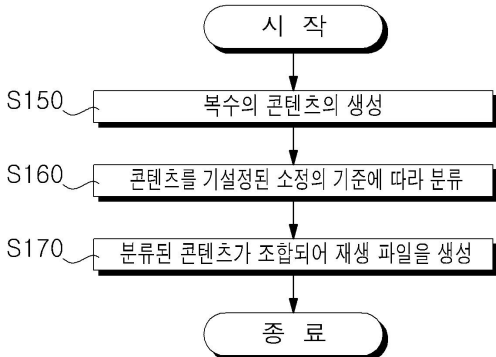 시 작
S150 복수의 콘텐츠의 생성
S160 콘텐츠를 기설정된 소정의 기준에 따라 분류
S170 분류된 콘텐츠가 조합되어 재생 파일을 생성
종 료